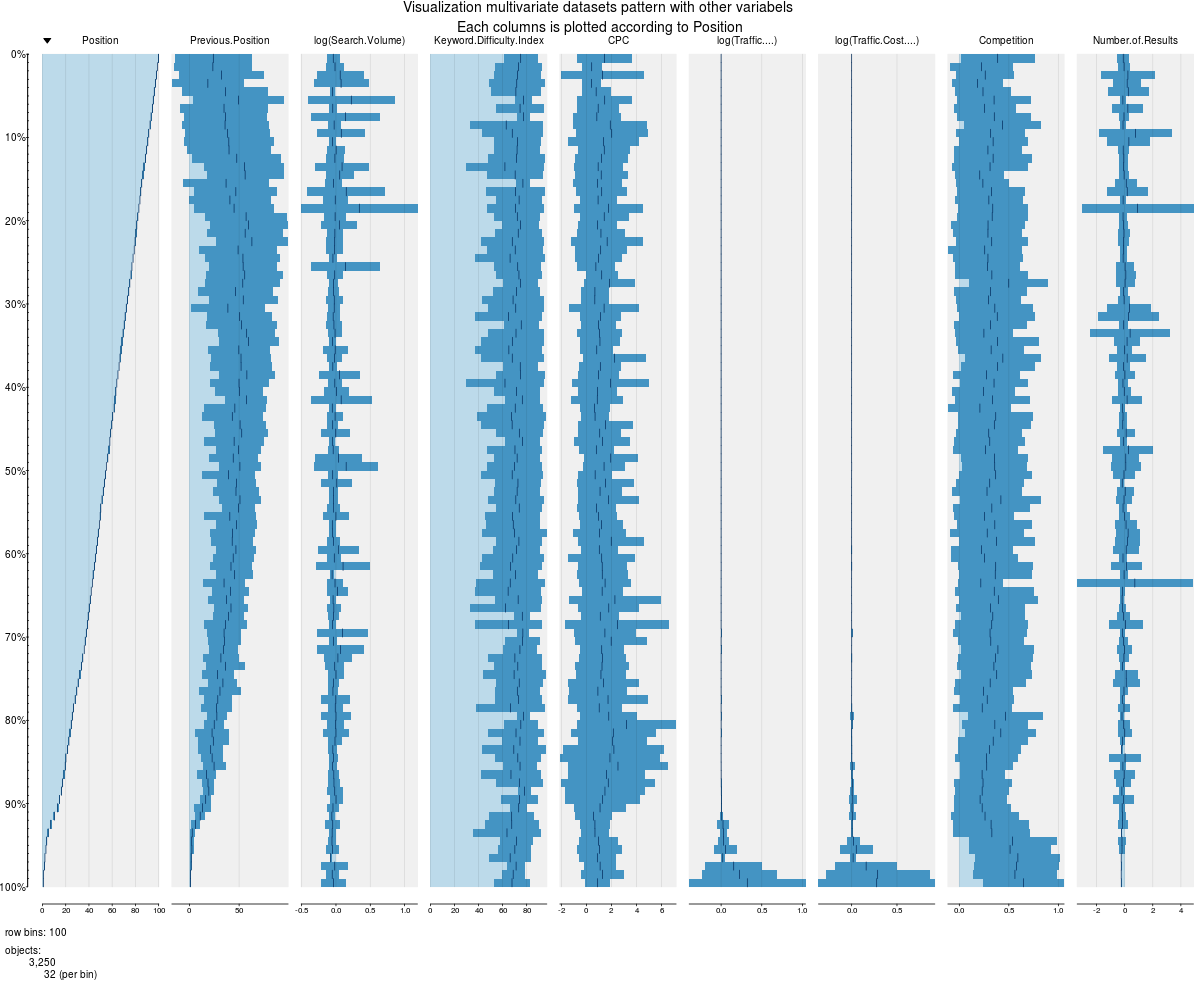 Visualization multivariate datasets pattern with other variabels
Each columns is plotted according to Position
Position Previous.Position log(Search.Volume) Keyword.Difficulty.Index CPC log(Traffic....) log(Traffic.Cost....) Competition Number.of.Results
0%
10%
20%
30%
40%
50%
60%
70%
80%
90%
100%
0 20 40 60 80 100 0 50 -0.5 0.0 0.5 1.0 0 20 40 60 80 -2 0 2 4 6 0.0 0.5 1.0 0.0 0.5 0.0 0.5 1.0 -2 0 2 4
row bins: 100
objects:
3,250
32 (per bin)